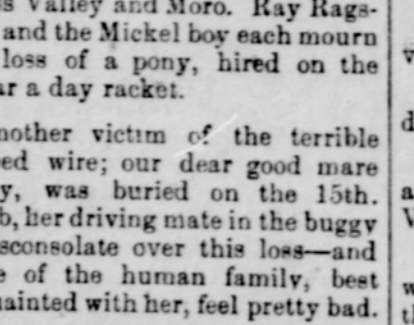 s Valley and Moro. Ray Rags-
and the Mickel boy each mourn
loss of a pony, hired on the
ar a day racket.
nother victim of the terrible
ed wire; our dear good mare
y, was buried on the 15th.
b, her driving mate in the buggy
sconsolate over this loss—and
e of the human family, best
uainted with her, feel pretty bad.